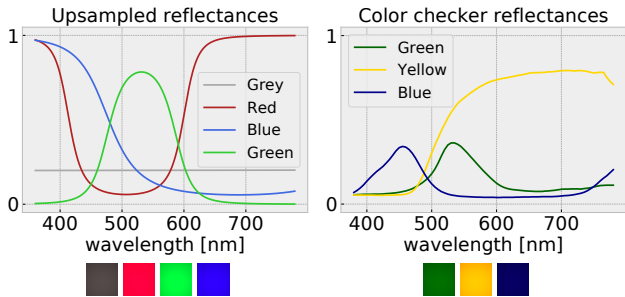 Upsampled reflectances
1
0
Grey
Red
Blue
Green
400 500 600 700
wavelength [nm]
Color checker reflectances
1
0
Green
Yellow
Blue
400 500 600 700
wavelength [nm]